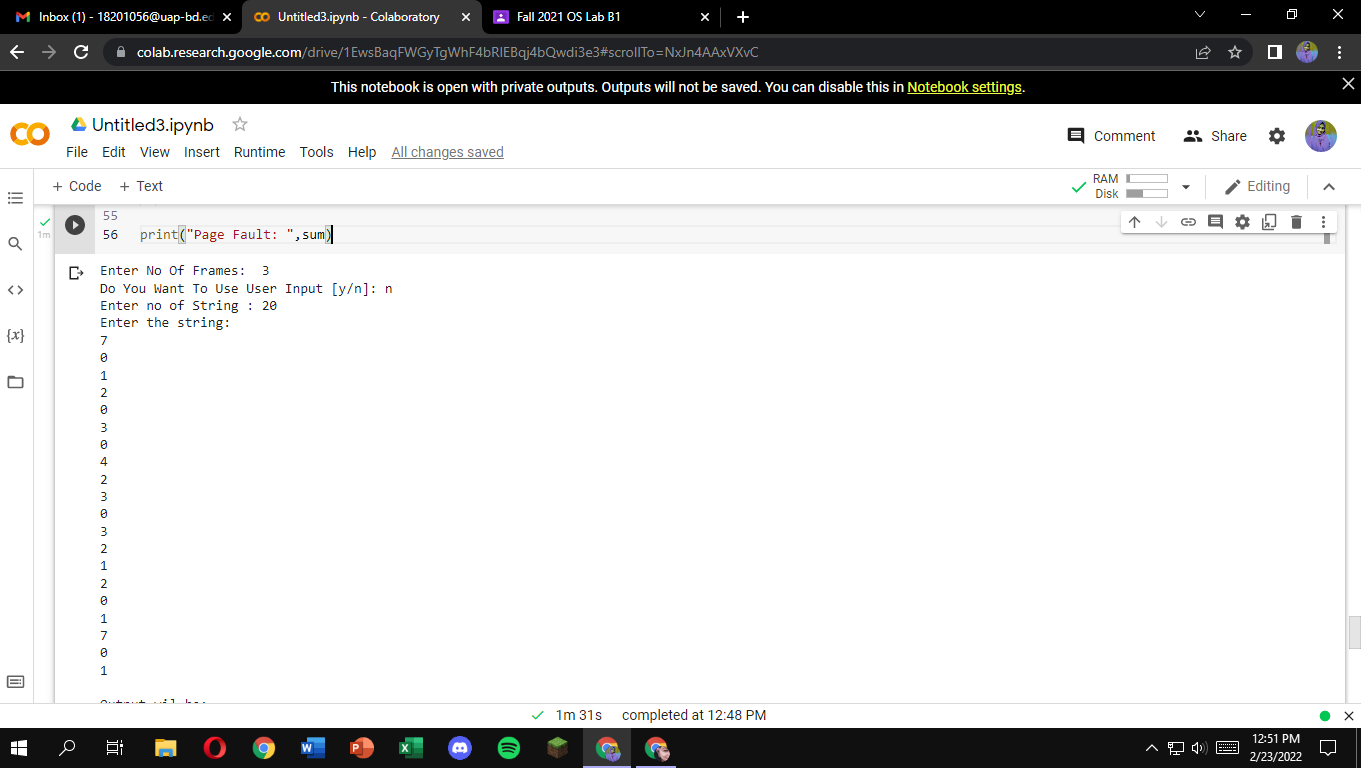 Inbox (1) - 18201056@uap-bd.ed
Untitled3.ipynb - Colaboratory
Fall 2021 OS Lab B1
colab.research.google.com/drive/1EwsBaqFWGyTgWhF4bRlEBqj4bQwdi3e3#scrollTo=NxJn4AAxVXvC
This notebook is open with private outputs. Outputs will not be saved. You can disable this in Notebook settings.
Untitled3.ipynb
File Edit View Insert Runtime Tools Help All changes saved
Comment Share
+ Code + Text
RAM
Disk
Editing
1m
55
56 print("Page Fault: ",sum)
Enter No Of Frames: 3
Do You Want To Use User Input [y/n]: n
Enter no of String : 20
Enter the string:
7
0
1
2
0
3
0
4
2
3
0
3
2
1
2
0
1
7
0
1
1m 31s completed at 12:48 PM
12:51 PM
2/23/2022